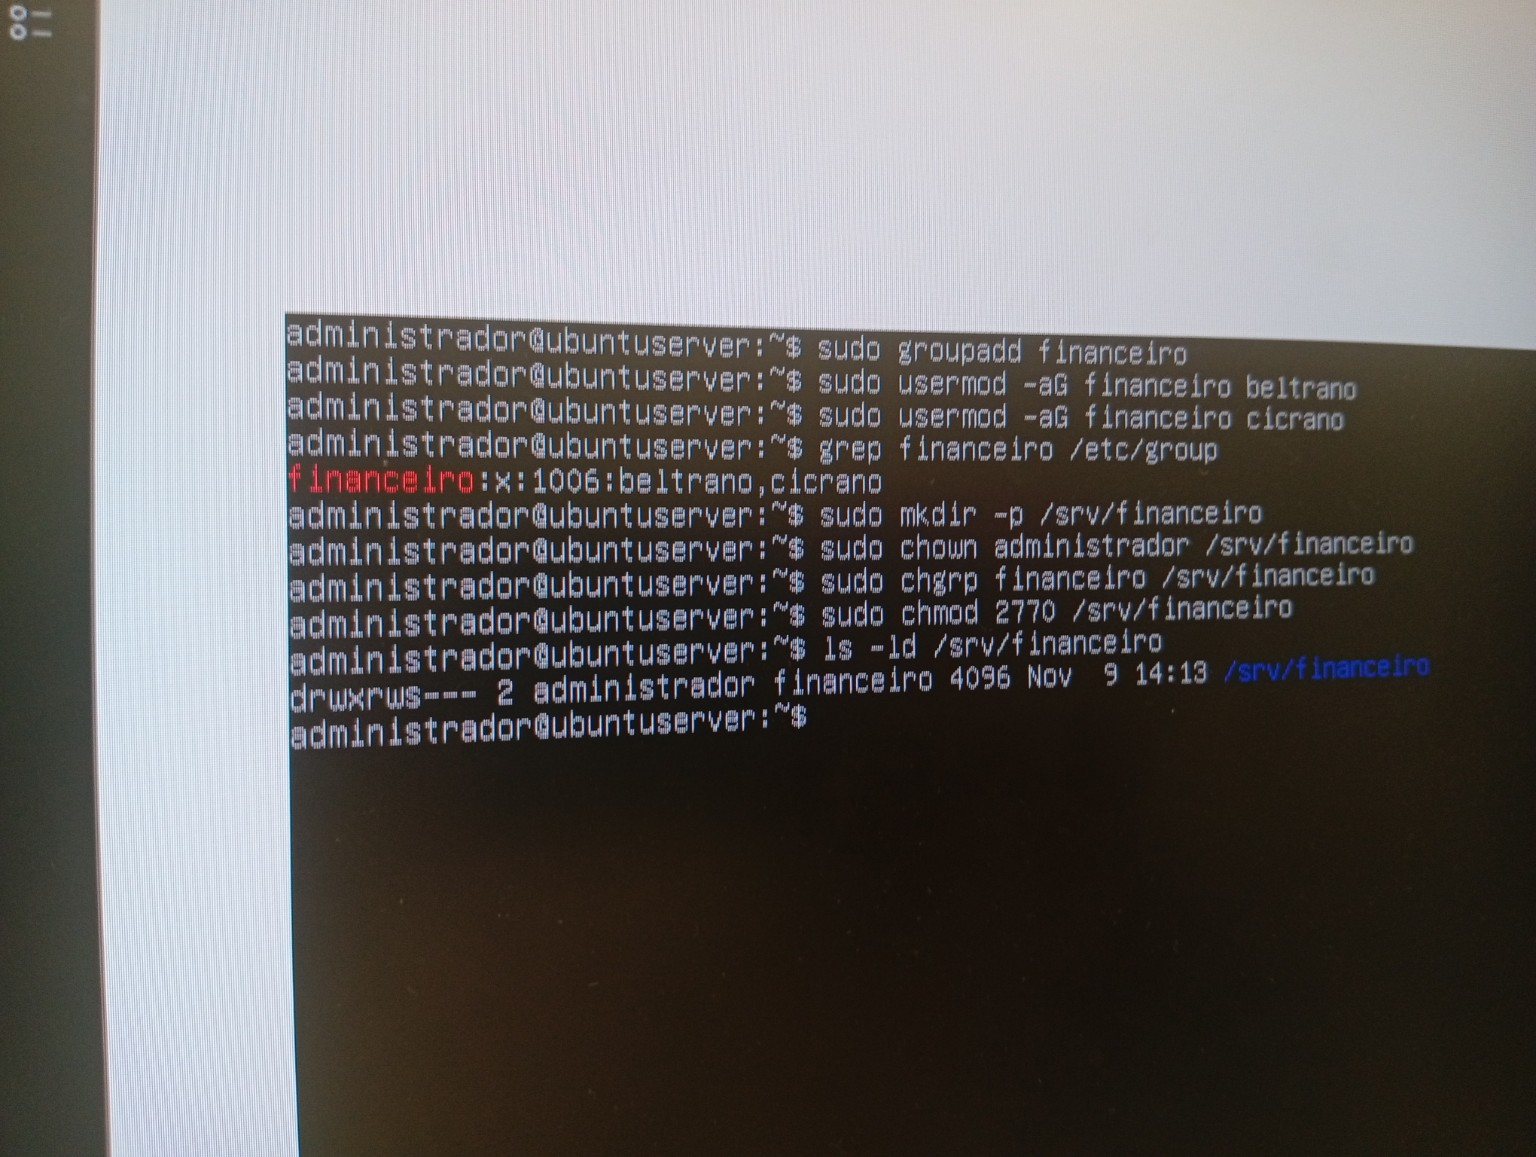 administrador@ubuntuserver:~$ sudo groupadd financeiro
administrador@ubuntuserver:~$ sudo usermod -aG financeiro beltrano
administrador@ubuntuserver:~$ sudo usermod -aG financeiro cicrano
administrador@ubuntuserver:~$ grep financeiro /etc/group
financeiro:x:1006:beltrano,cicrano
administrador@ubuntuserver:~$ sudo mkdir -p /srv/financeiro
administrador@ubuntuserver:~$ sudo chown administrador /srv/financeiro
administrador@ubuntuserver:~$ sudo chgrp financeiro /srv/financeiro
administrador@ubuntuserver:~$ sudo chmod 2770 /srv/financeiro
administrador@ubuntuserver:~$ ls -ld /srv/financeiro
drwxrws--- 2 administrador financeiro 4096 Nov  9 14:13 /srv/financeiro
administrador@ubuntuserver:~$